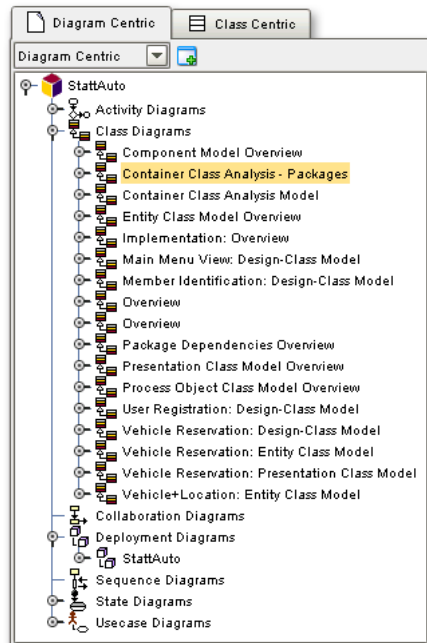 Diagram Centric
Class Centric
Diagram Centric
StattAuto
Activity Diagrams
Class Diagrams
Component Model Overview
Container Class Analysis - Packages
Container Class Analysis Model
Entity Class Model Overview
Implementation: Overview
Main Menu View: Design-Class Model
Member Identification: Design-Class Model
Overview
Overview
Package Dependencies Overview
Presentation Class Model Overview
Process Object Class Model Overview
User Registration: Design-Class Model
Vehicle Reservation: Design-Class Model
Vehicle Reservation: Entity Class Model
Vehicle Reservation: Presentation Class Model
Vehicle+Location: Entity Class Model
Collaboration Diagrams
Deployment Diagrams
StattAuto
Sequence Diagrams
State Diagrams
Usecase Diagrams